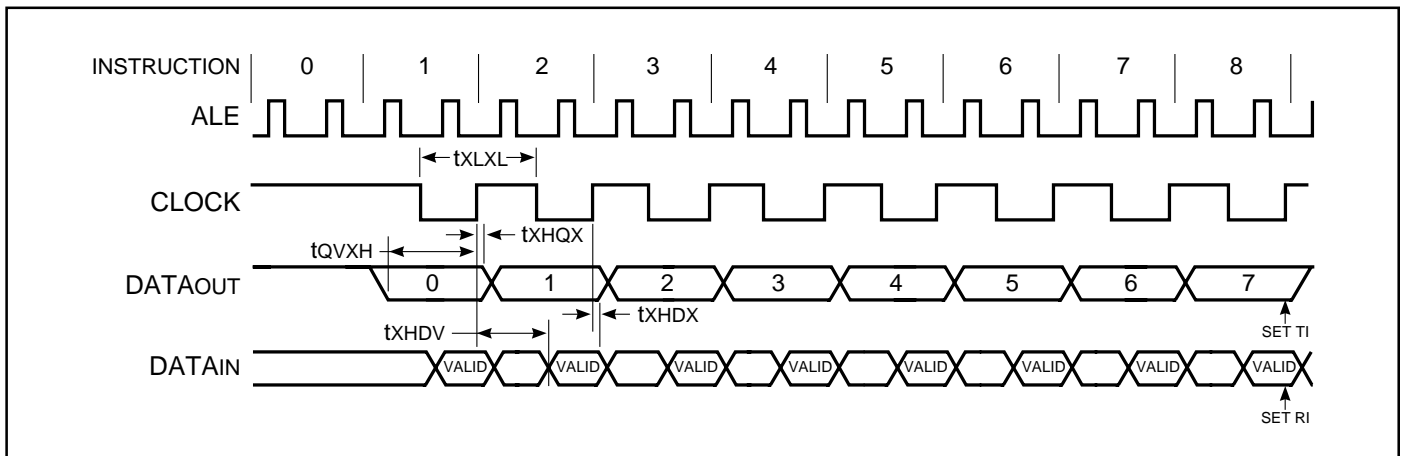 INSTRUCTION 0 1 2 3 4 5 6 7 8
ALE
tXLXL
CLOCK
tXHQX
tQVXH
DATAOUT 0 1 2 3 4 5 6 7
tXHDX
tXHDV
SET TI
DATAIN VALID VALID VALID VALID VALID VALID VALID VALID
SET RI